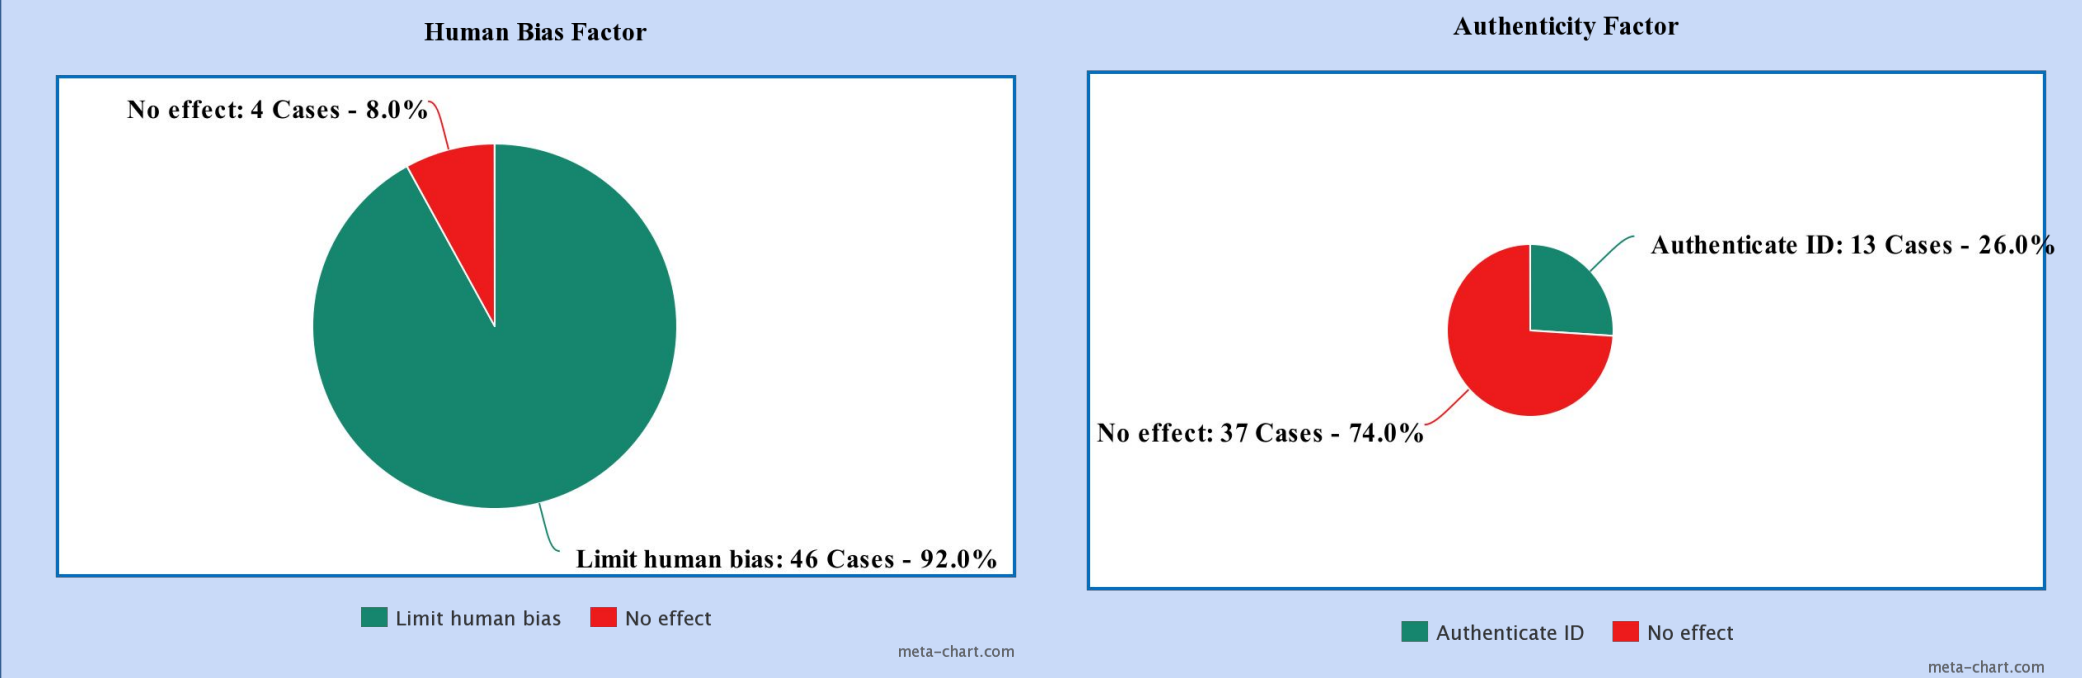 Human Bias Factor
No effect: 4 Cases - 8.0%
Limit human bias: 46 Cases - 92.0%
Limit human bias
No effect
meta-chart.com
Authenticity Factor
Authenticate ID: 13 Cases - 26.0%
No effect: 37 Cases - 74.0%
Authenticate ID
No effect
meta-chart.com